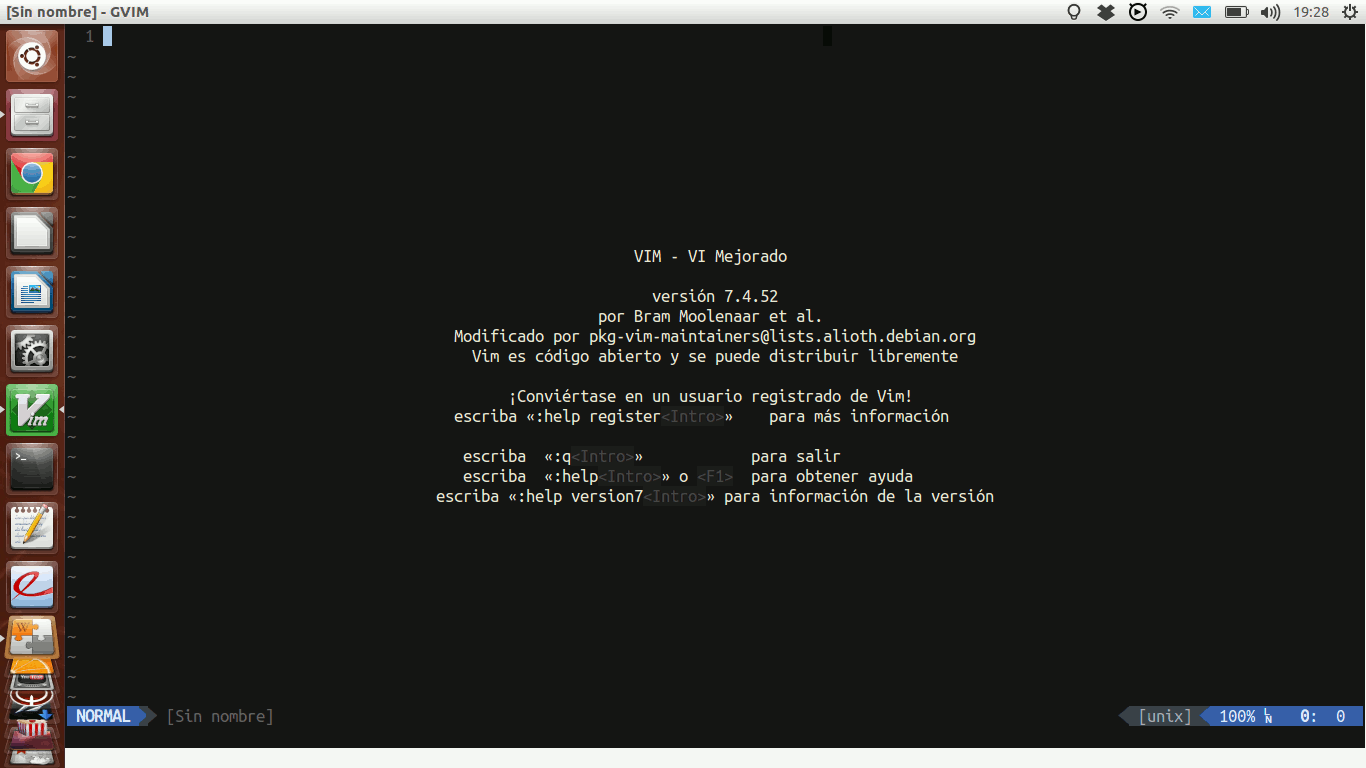 [Sin nombre] - GVIM
19:28
1
VIM - VI Mejorado
versión 7.4.52
por Bram Moolenaar et al.
Modificado por pkg-vim-maintainers@lists.alioth.debian.org
Vim es código abierto y se puede distribuir libremente
¡Conviértase en un usuario registrado de Vim!
escriba «:help register<Intro>» para más información
escriba «:q<Intro>» para salir
escriba «:help<Intro>» o <F1> para obtener ayuda
escriba «:help version7<Intro>» para información de la versión
Vim
>_
W
NORMAL [Sin nombre] [unix] 100% LN 0: 0